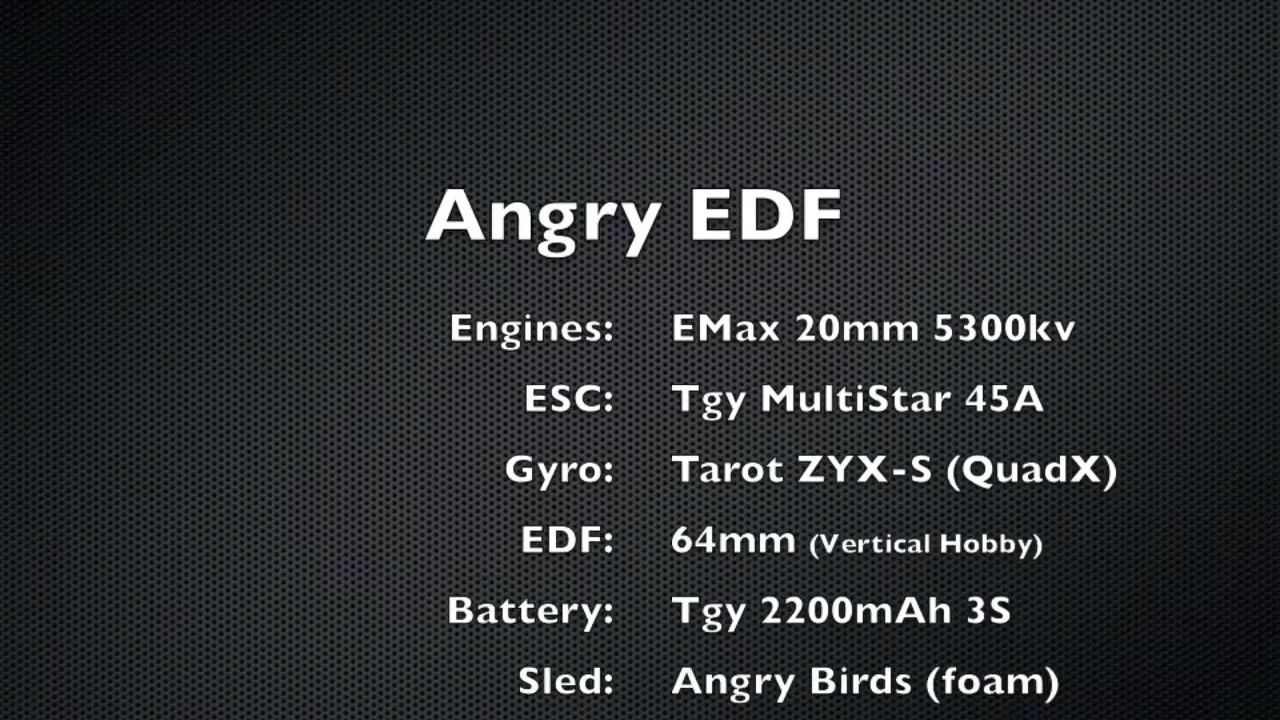 Angry EDF
Engines: EMax 20mm 5300kv
ESC: Tgy MultiStar 45A
Gyro: Tarot ZYX-S (QuadX)
EDF: 64mm (Vertical Hobby)
Battery: Tgy 2200mAh 3S
Sled: Angry Birds (foam)